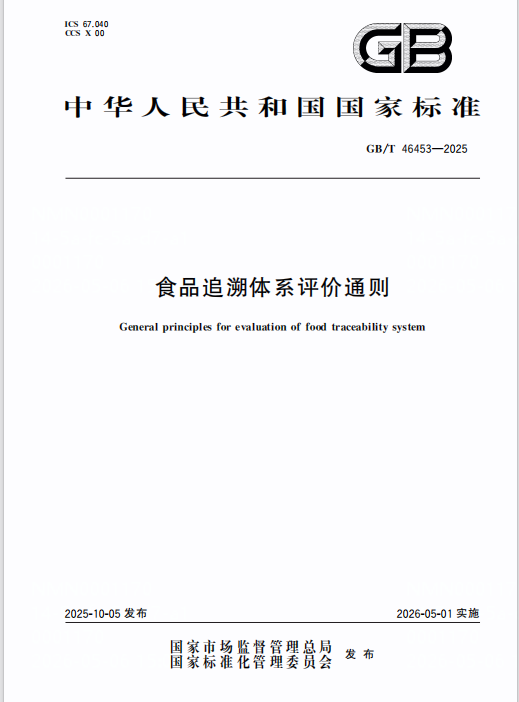 ICS 67.040
CCS X 00
GB
中华人民共和国国家标准
GB/T 46453—2025
食品追溯体系评价通则
General principles for evaluation of food traceability system
2025-10-05 发布
2026-05-01 实施
国家市场监督管理总局
国家标准化管理委员会
发布